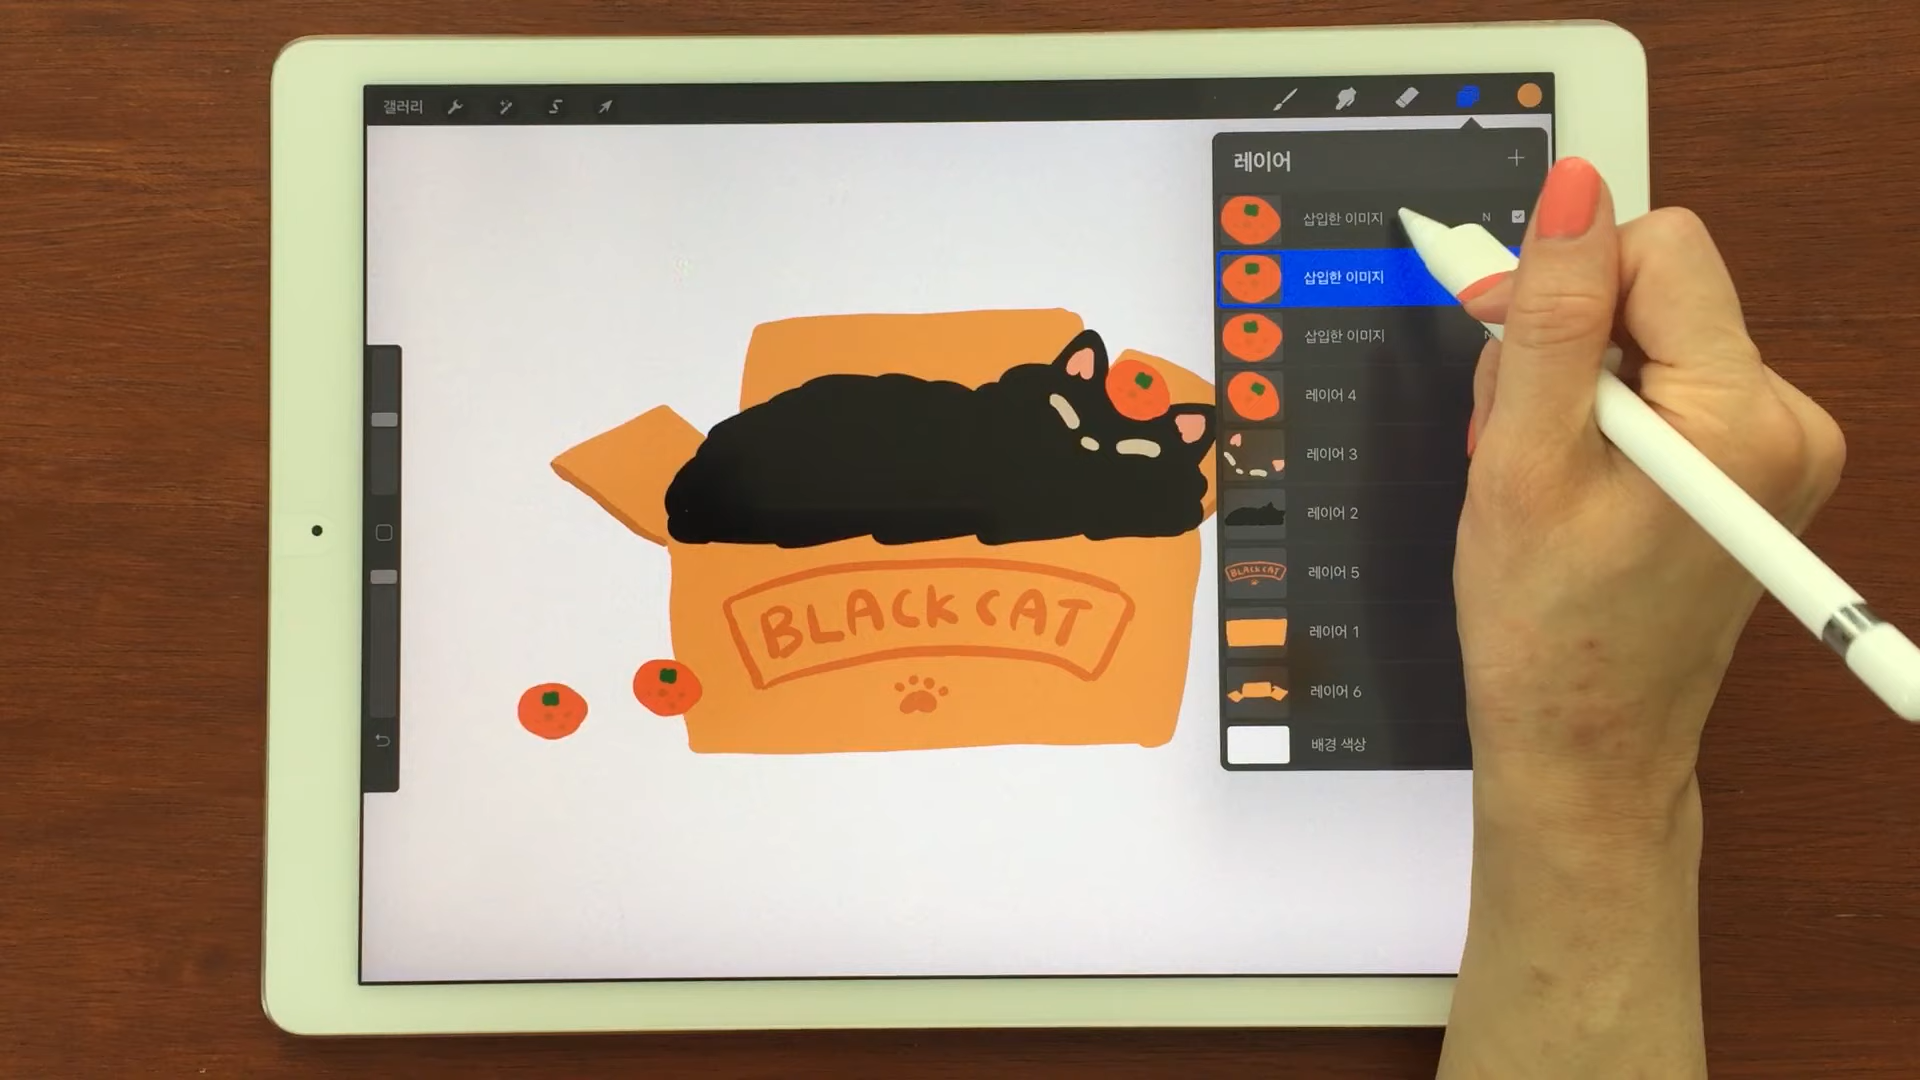 갤러리
레이어
삽입한 이미지 N
삽입한 이미지
삽입한 이미지 N
레이어 4
레이어 3
레이어 2
레이어 5
레이어 1
레이어 6
배경 색상
BLACK CAT
BLACK CAT